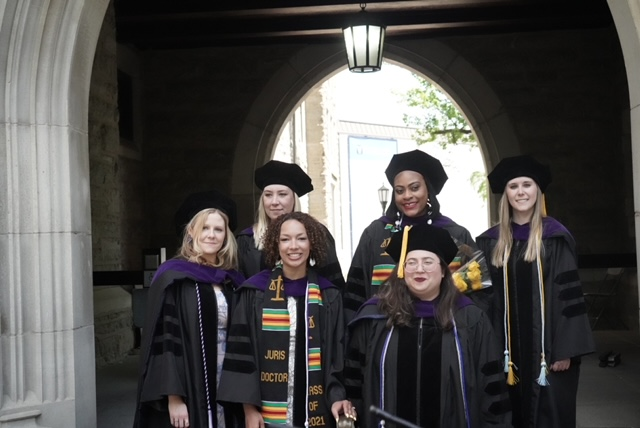 JURIS
DOCTOR
CLASS
OF
2021